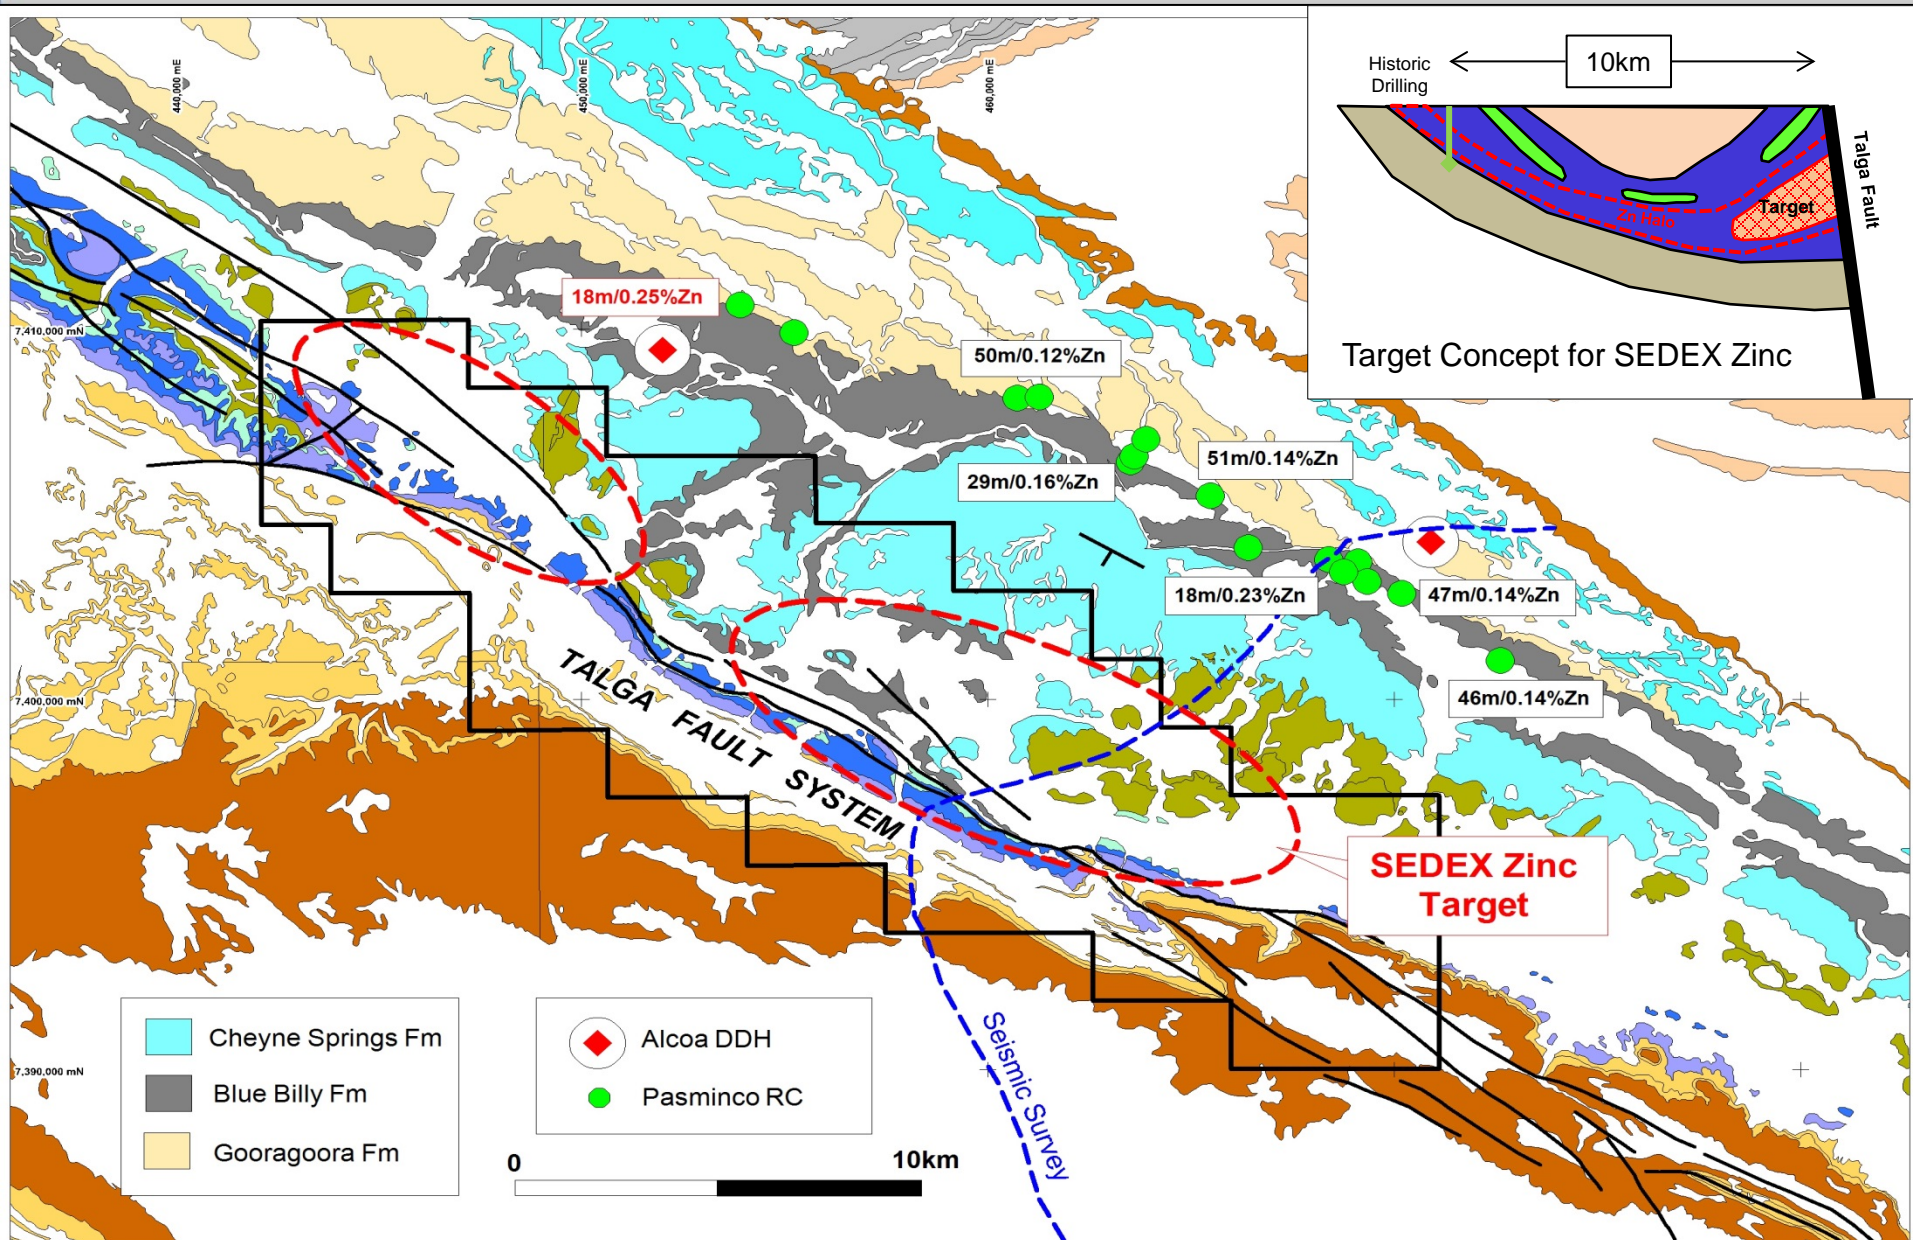 440,000 mE
450,000 mE
460,000 mE
Historic
Drilling
10km
Talga Fault
Zn Halo
Target
Target Concept for SEDEX Zinc
7,410,000 mN
18m/0.25%Zn
50m/0.12%Zn
29m/0.16%Zn
51m/0.14%Zn
18m/0.23%Zn
47m/0.14%Zn
46m/0.14%Zn
7,400,000 mN
TALGA FAULT SYSTEM
SEDEX Zinc
Target
7,390,000 mN
Seismic Survey
Cheyne Springs Fm
Blue Billy Fm
Gooragoora Fm
Alcoa DDH
Pasminco RC
0 10km